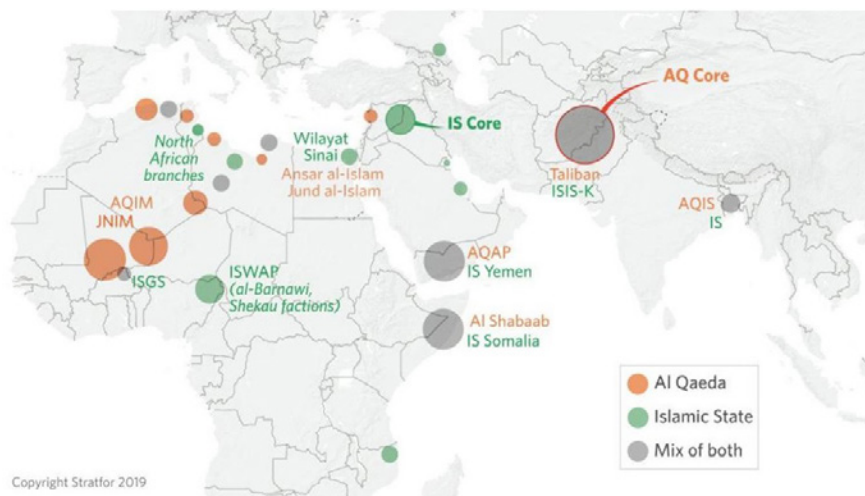 AQ Core
IS Core
North
African
branches
Wilayat
Sinai
Ansar al-islam
Jund al-Islam
Taliban
ISIS-K
AQIM
JNIM
AQIS
IS
ISGS
ISWAP
(al-Barnawi,
Shekau factions)
AQAP
IS Yemen
Al Shabaab
IS Somalia
Al Qaeda
Islamic State
Mix of both
Copyright Stratfor 2019